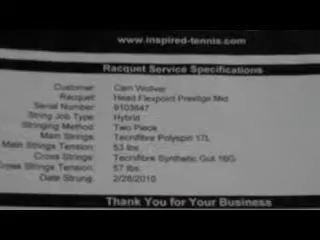 www.inspired-tennis.com
Racquet Service Specifications
Customer: Cam Wolliver
Racquet: Head Flexpoint Prestige Mid
Serial Number: 9103647
String Job Type: Hybrid
Stringing Method: Two Piece
Main Strings: Tecnifibre Polyspin 17L
Main Strings Tension: 53 lbs.
Cross Strings: Tecnifibre Synthetic Gut 16G
Cross Strings Tension: 57 lbs.
Date Strung: 2/28/2010
Thank You for Your Business